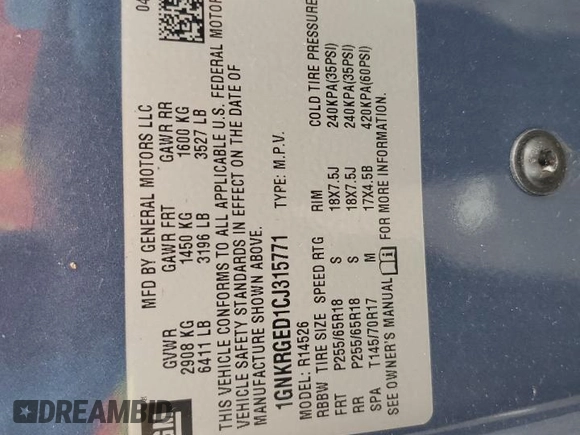 04
MFD BY GENERAL MOTORS LLC
GVWR GAWR FRT GAWR RR
2908 KG 1450 KG 1600 KG
6411 LB 3196 LB 3527 LB
THIS VEHICLE CONFORMS TO ALL APPLICABLE U.S. FEDERAL MOTOR
VEHICLE SAFETY STANDARDS IN EFFECT ON THE DATE OF
MANUFACTURE SHOWN ABOVE.
1GNKRGED1CJ315771 TYPE: M.P.V.
MODEL: R14526
RBBW TIRE SIZE SPEED RTG RIM COLD TIRE PRESSURE
FRT P255/65R18 S 18X7.5J 240KPA(35PSI)
RR P255/65R18 S 18X7.5J 240KPA(35PSI)
SPA T145/70R17 M 17X4.5B 420KPA(60PSI)
SEE OWNER'S MANUAL FOR MORE INFORMATION.
DREAMBID